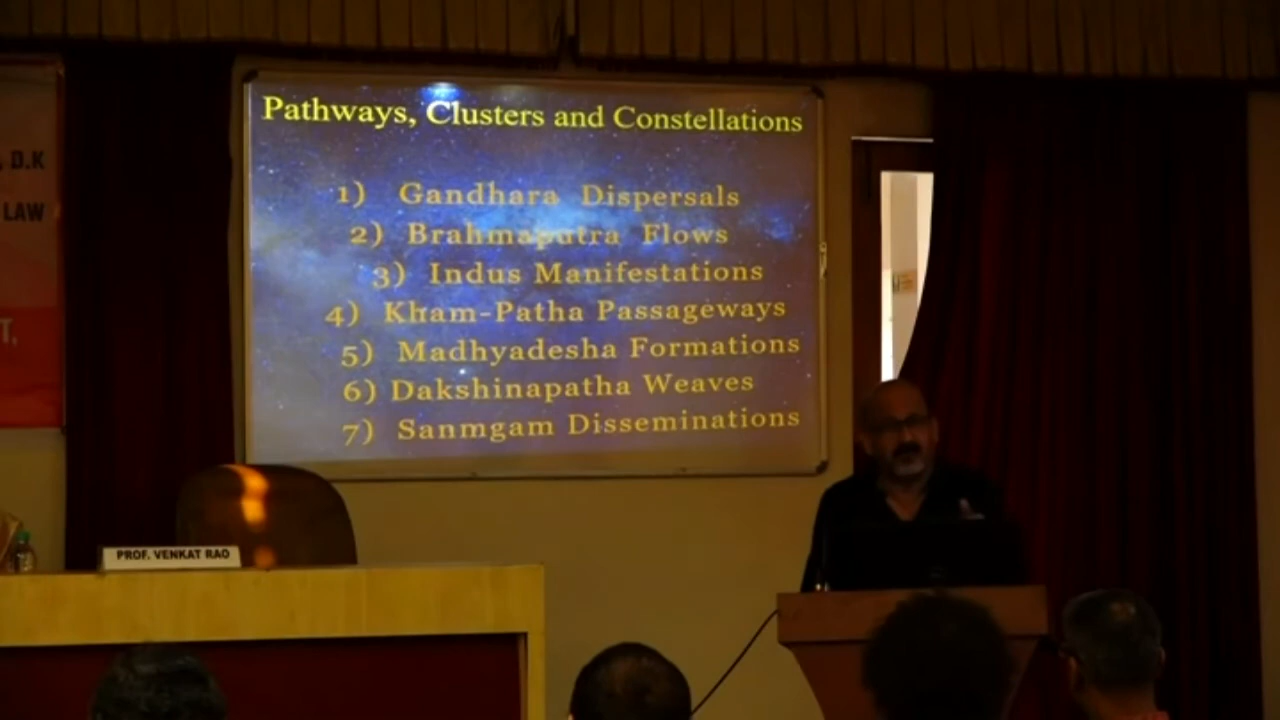 Pathways, Clusters and Constellations
1) Gandhara Dispersals
2) Brahmaputra Flows
3) Indus Manifestations
4) Kham-Patha Passageways
5) Madhyadesha Formations
6) Dakshinapatha Weaves
7) Sanmgam Disseminations
, D.K
LAW
T,
PROF. VENKAT RAO